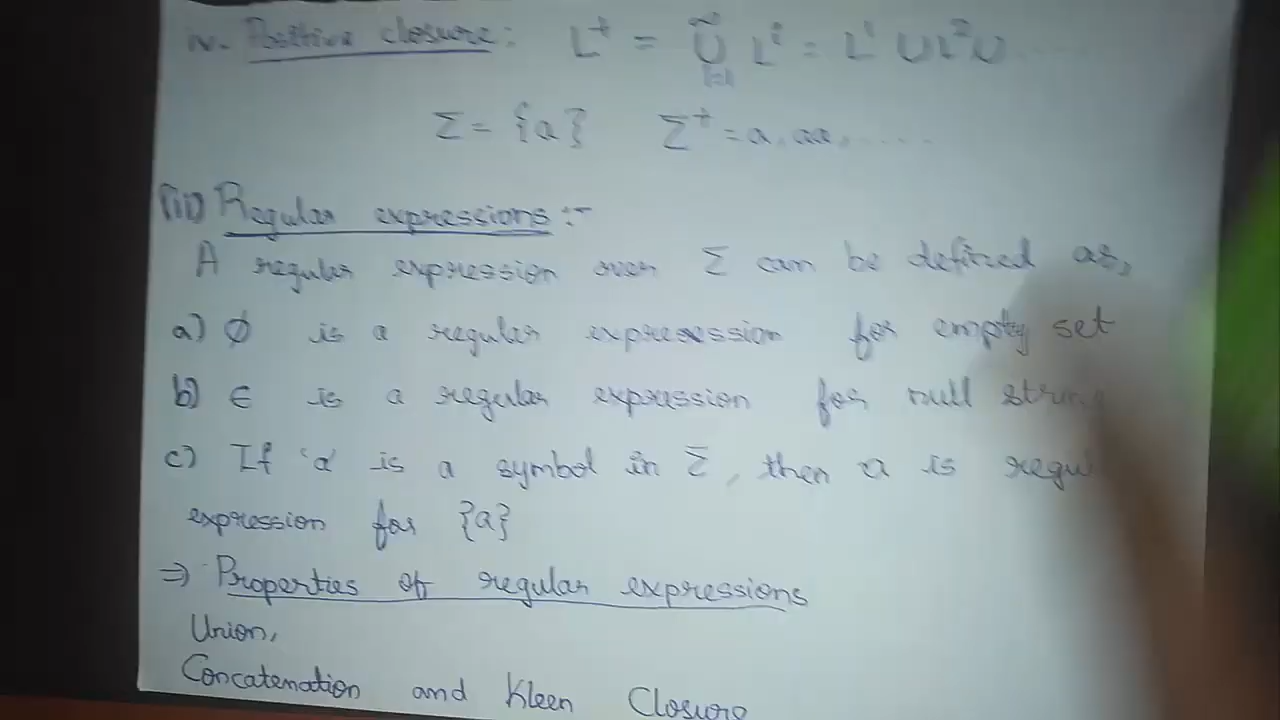 iv. Positive closure: L⁺ = ∞∪i=1 Lⁱ = L¹ ∪ L² ∪ ......
Σ = {a} Σ⁺ = a, aa, .....
(iii) Regular expressions :-
A regular expression over Σ can be defined as,
a) ∅ is a regular expression for empty set
b) ∈ is a regular expression for null
c) If 'a' is a symbol in Σ, then a is
expression for {a}
⇒ Properties of regular expressions
Union,
Concatenation and Kleen Closure